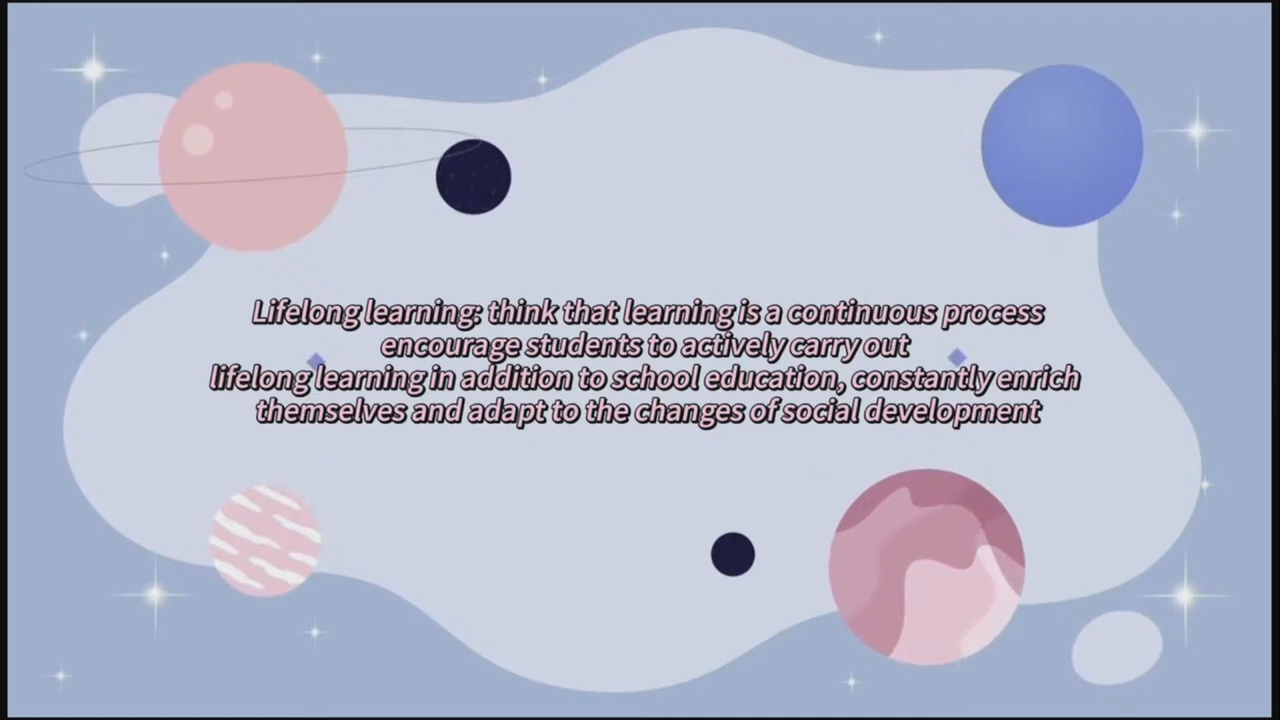 Lifelong learning: think that learning is a continuous process
encourage students to actively carry out
lifelong learning in addition to school education, constantly enrich
themselves and adapt to the changes of social development